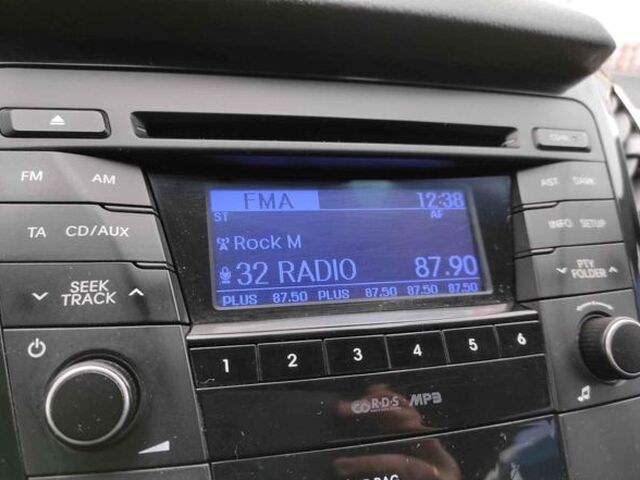 FM AM
TA CD/AUX
SEEK
TRACK
FMA 12:38
ST AF
Rock M
32 RADIO 87.90
PLUS 87.50 PLUS 87.50 87.50 87.50 87.50
AST DARK
INFO SETUP
PTY
FOLDER
1 2 3 4 5 6
R·D·S MP3